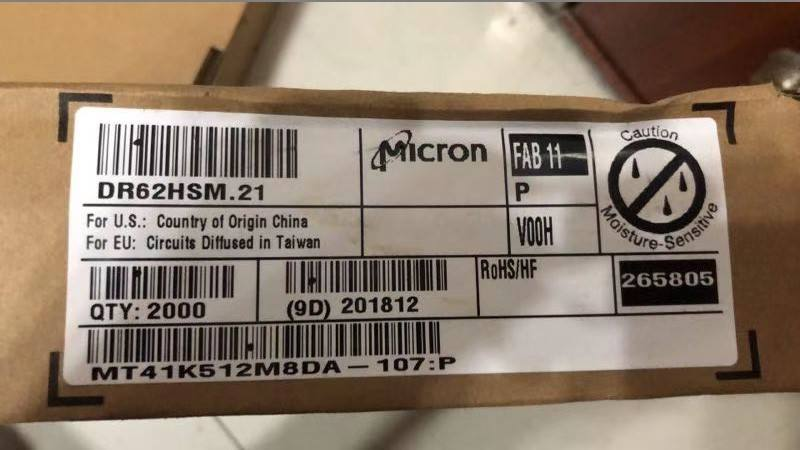 DR62HSM.21
Micron
FAB 11
P
Caution
Moisture-Sensitive
For U.S.: Country of Origin China
For EU: Circuits Diffused in Taiwan
V00H
QTY: 2000
(9D) 201812
RoHS/HF
265805
MT41K512M8DA-107:P